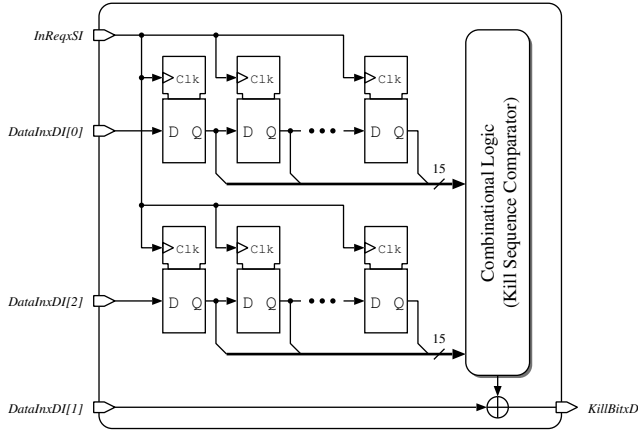 InReqxSI
Clk Clk Clk
DataInxDI[0]
D Q D Q D Q
15
Combinational Logic
(Kill Sequence Comparator)
Clk Clk Clk
DataInxDI[2]
D Q D Q D Q
15
DataInxDI[1]
KillBitxD